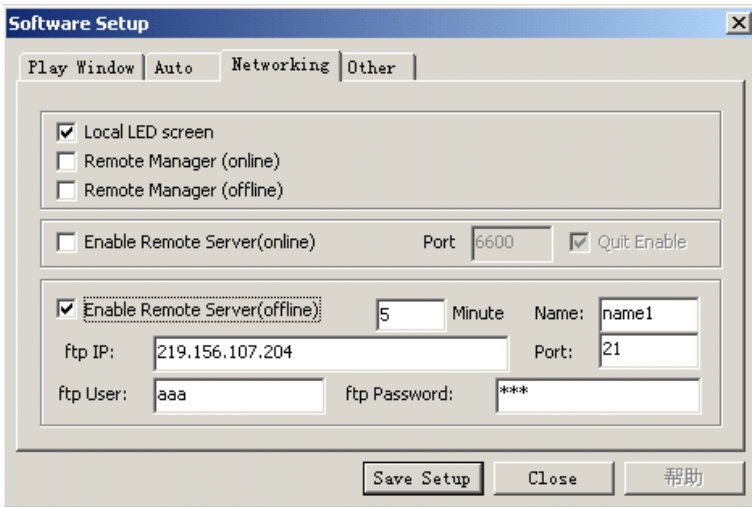 Software Setup
Play Window Auto Networking Other
Local LED screen
Remote Manager (online)
Remote Manager (offline)
Enable Remote Server(online) Port 6600 Quit Enable
Enable Remote Server(offline) 5 Minute Name: name1
ftp IP: 219.156.107.204 Port: 21
ftp User: aaa ftp Password: ***
Save Setup Close 帮助